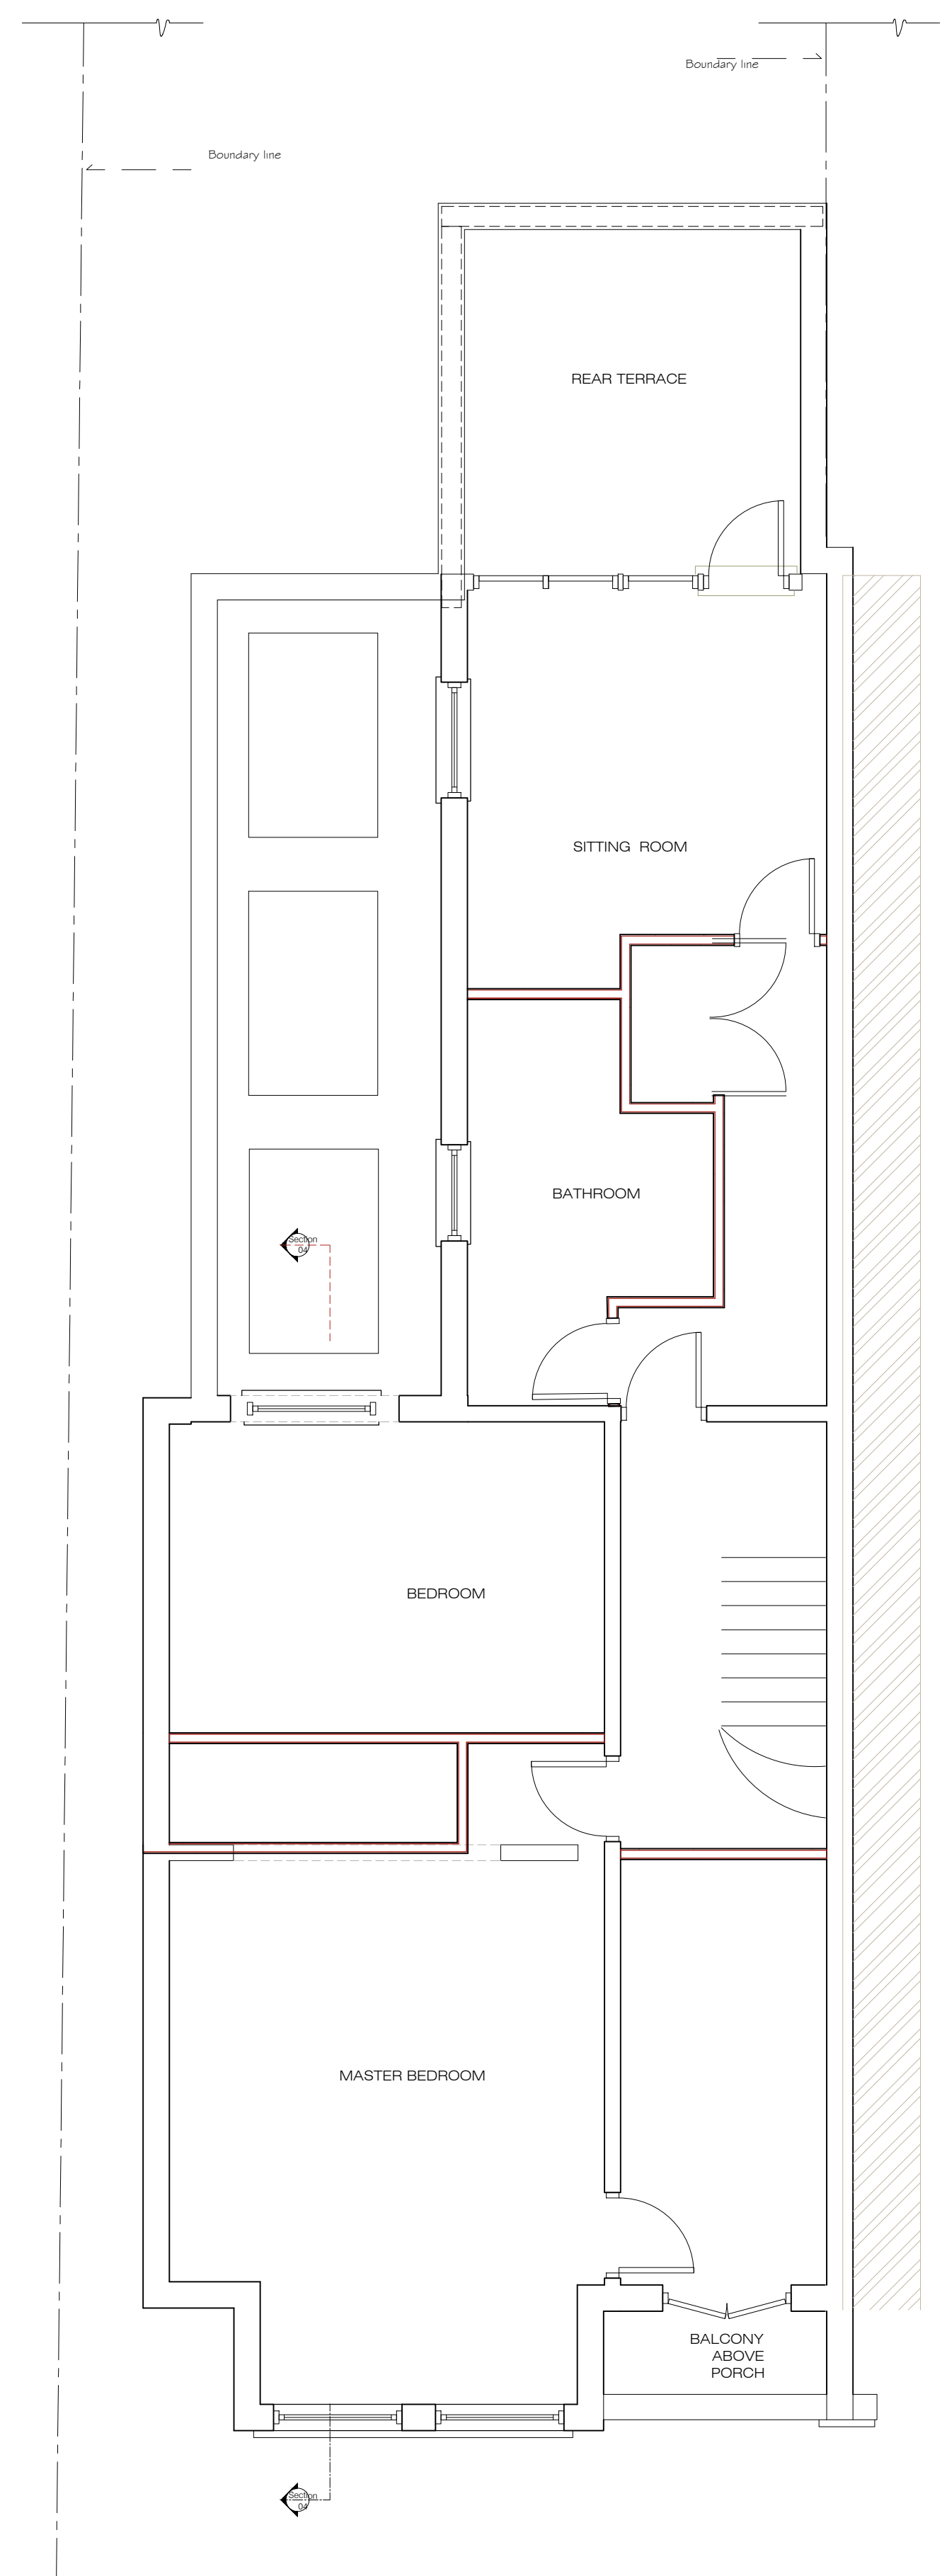 Boundary line
Boundary line
REAR TERRACE
SITTING ROOM
BATHROOM
Section
04
BEDROOM
MASTER BEDROOM
BALCONY
ABOVE
PORCH
Section
04